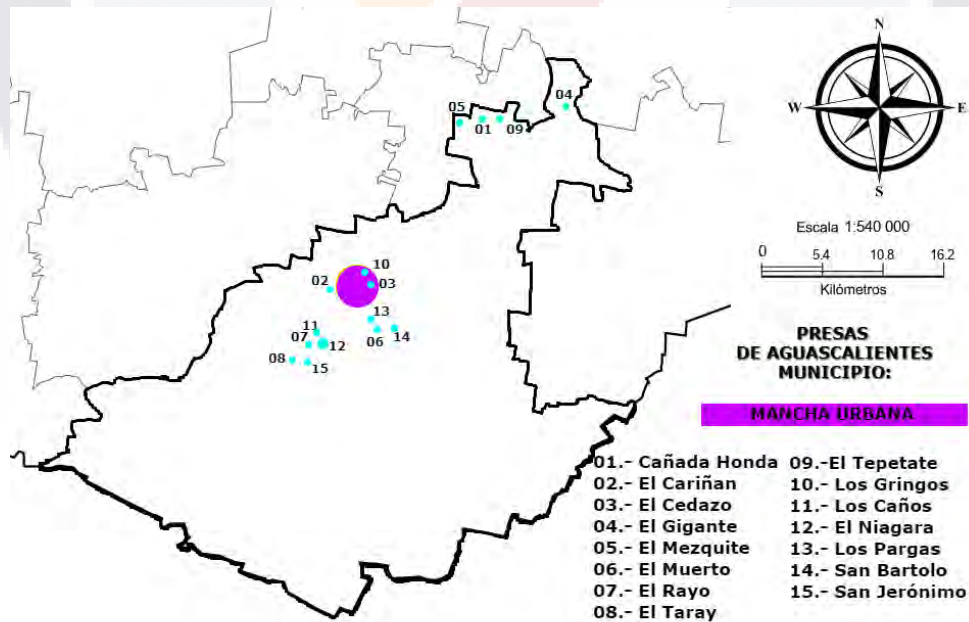 04
05
01
09
10
02
03
13
11
07
12
06
14
08
15
N
W
E
S
Escala 1:540 000
0 5.4 10.8 16.2
Kilómetros
PRESAS
DE AGUASCALIENTES
MUNICIPIO:
MANCHA URBANA
01.- Cañada Honda
02.- El Cariñan
03.- El Cedazo
04.- El Gigante
05.- El Mezquite
06.- El Muerto
07.- El Rayo
08.- El Taray
09.-El Tepetate
10.- Los Gringos
11.- Los Caños
12.- El Niagara
13.- Los Pargas
14.- San Bartolo
15.- San Jerónimo